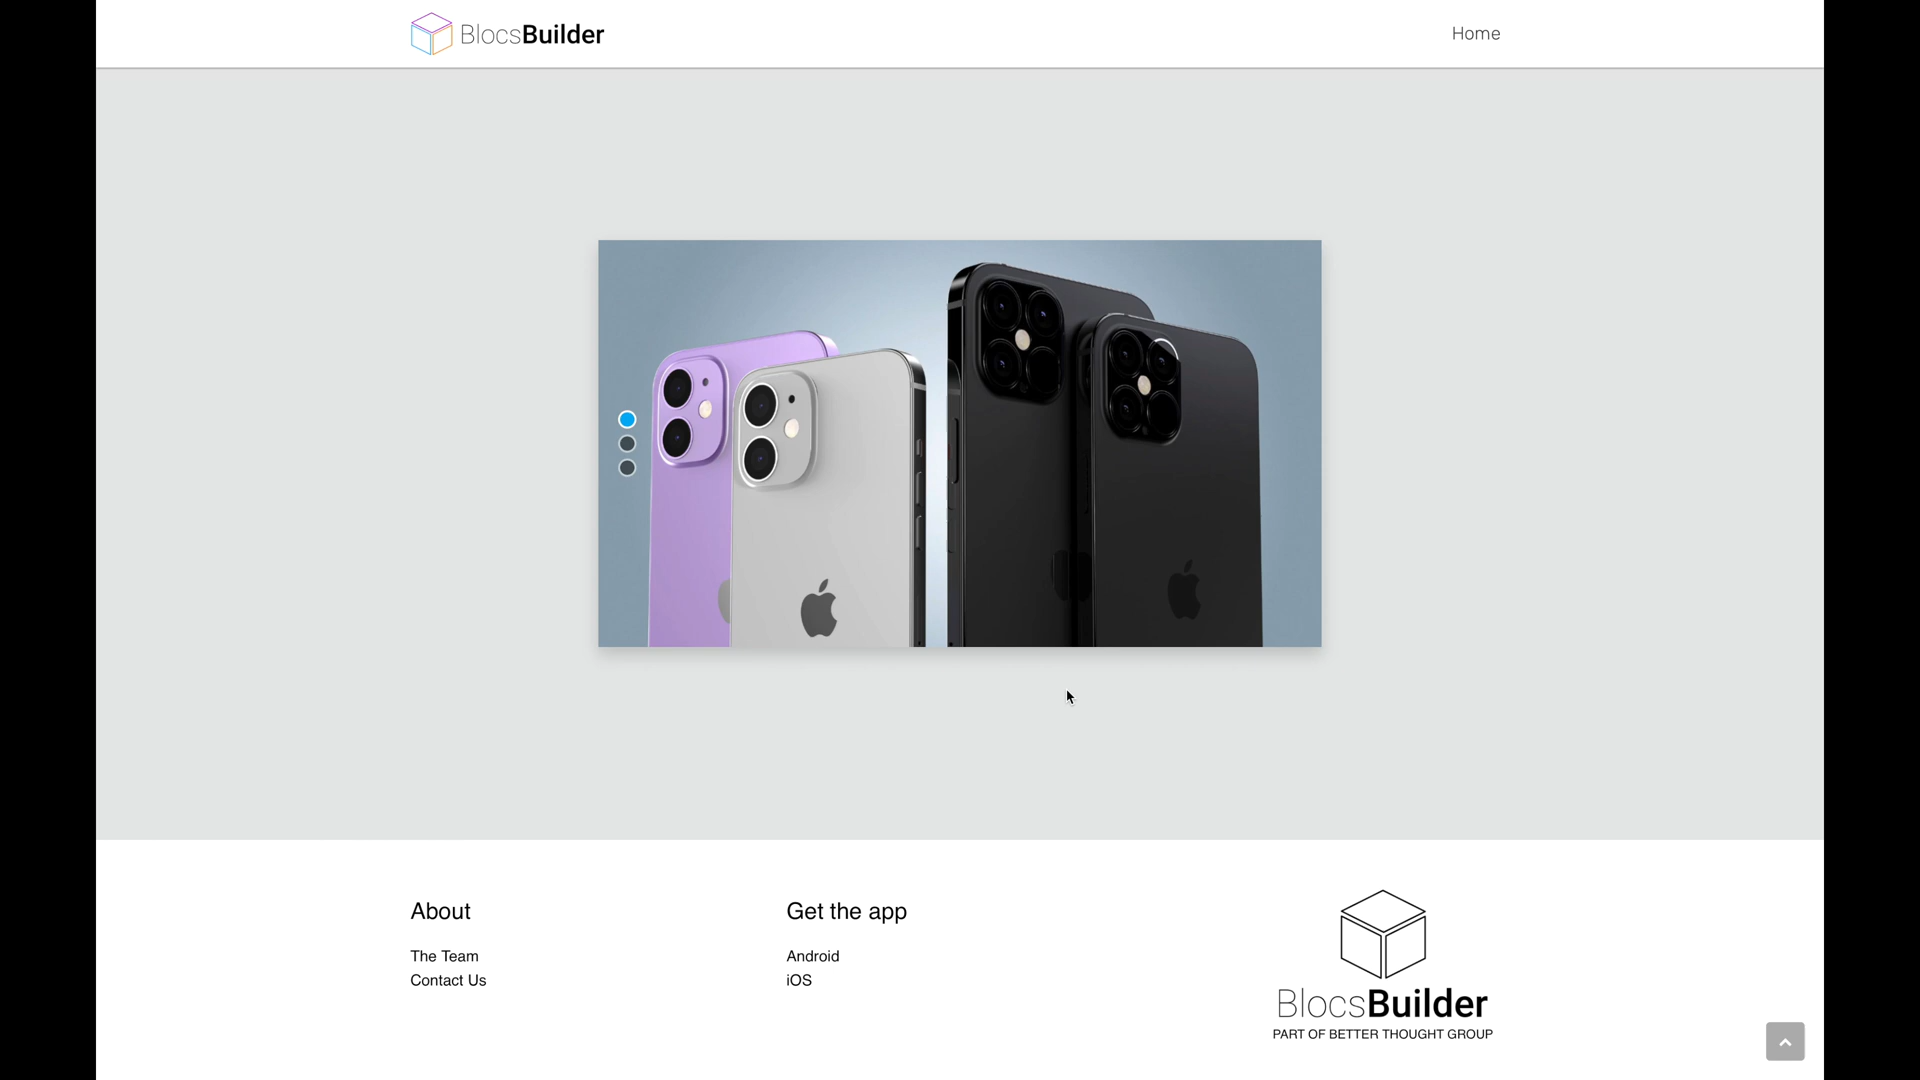 BlocsBuilder
Home
About
The Team
Contact Us
Get the app
Android
iOS
BlocsBuilder
PART OF BETTER THOUGHT GROUP